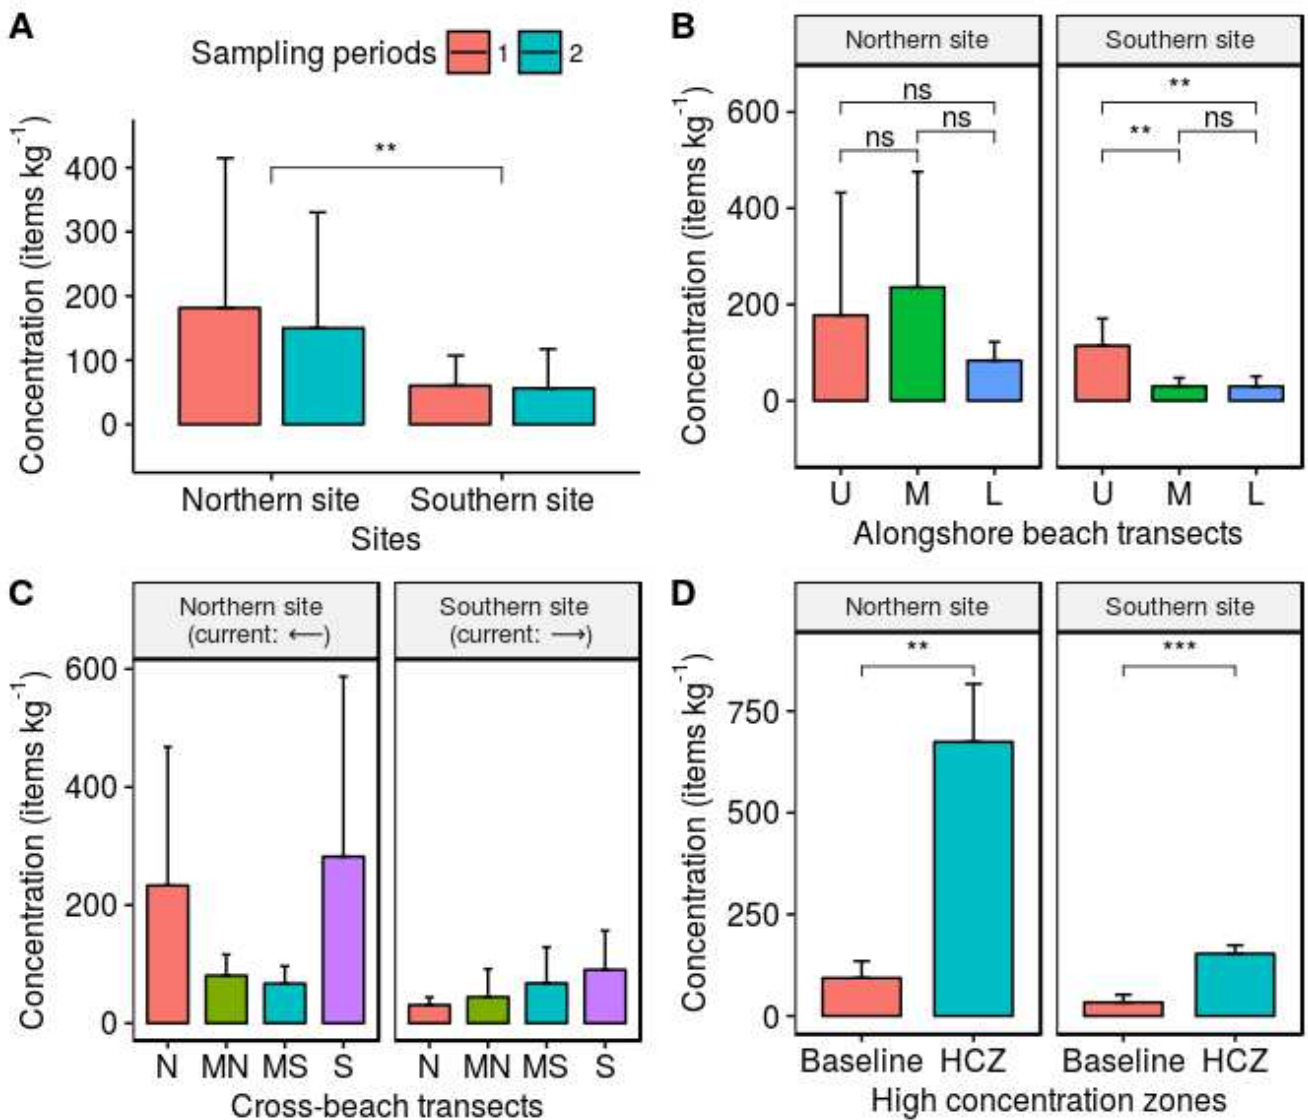 A
Sampling periods 1 2
Concentration (items kg⁻¹)
400
300
200
100
0
**
Northern site Southern site
Sites
B
Northern site Southern site
Concentration (items kg⁻¹)
600
400
200
0
ns
ns
ns
**
**
ns
U M L U M L
Alongshore beach transects
C
Northern site
(current: ⟵)
Southern site
(current: ⟶)
Concentration (items kg⁻¹)
600
400
200
0
N MN MS S N MN MS S
Cross-beach transects
D
Northern site Southern site
Concentration (items kg⁻¹)
750
500
250
0
** ***
Baseline HCZ Baseline HCZ
High concentration zones